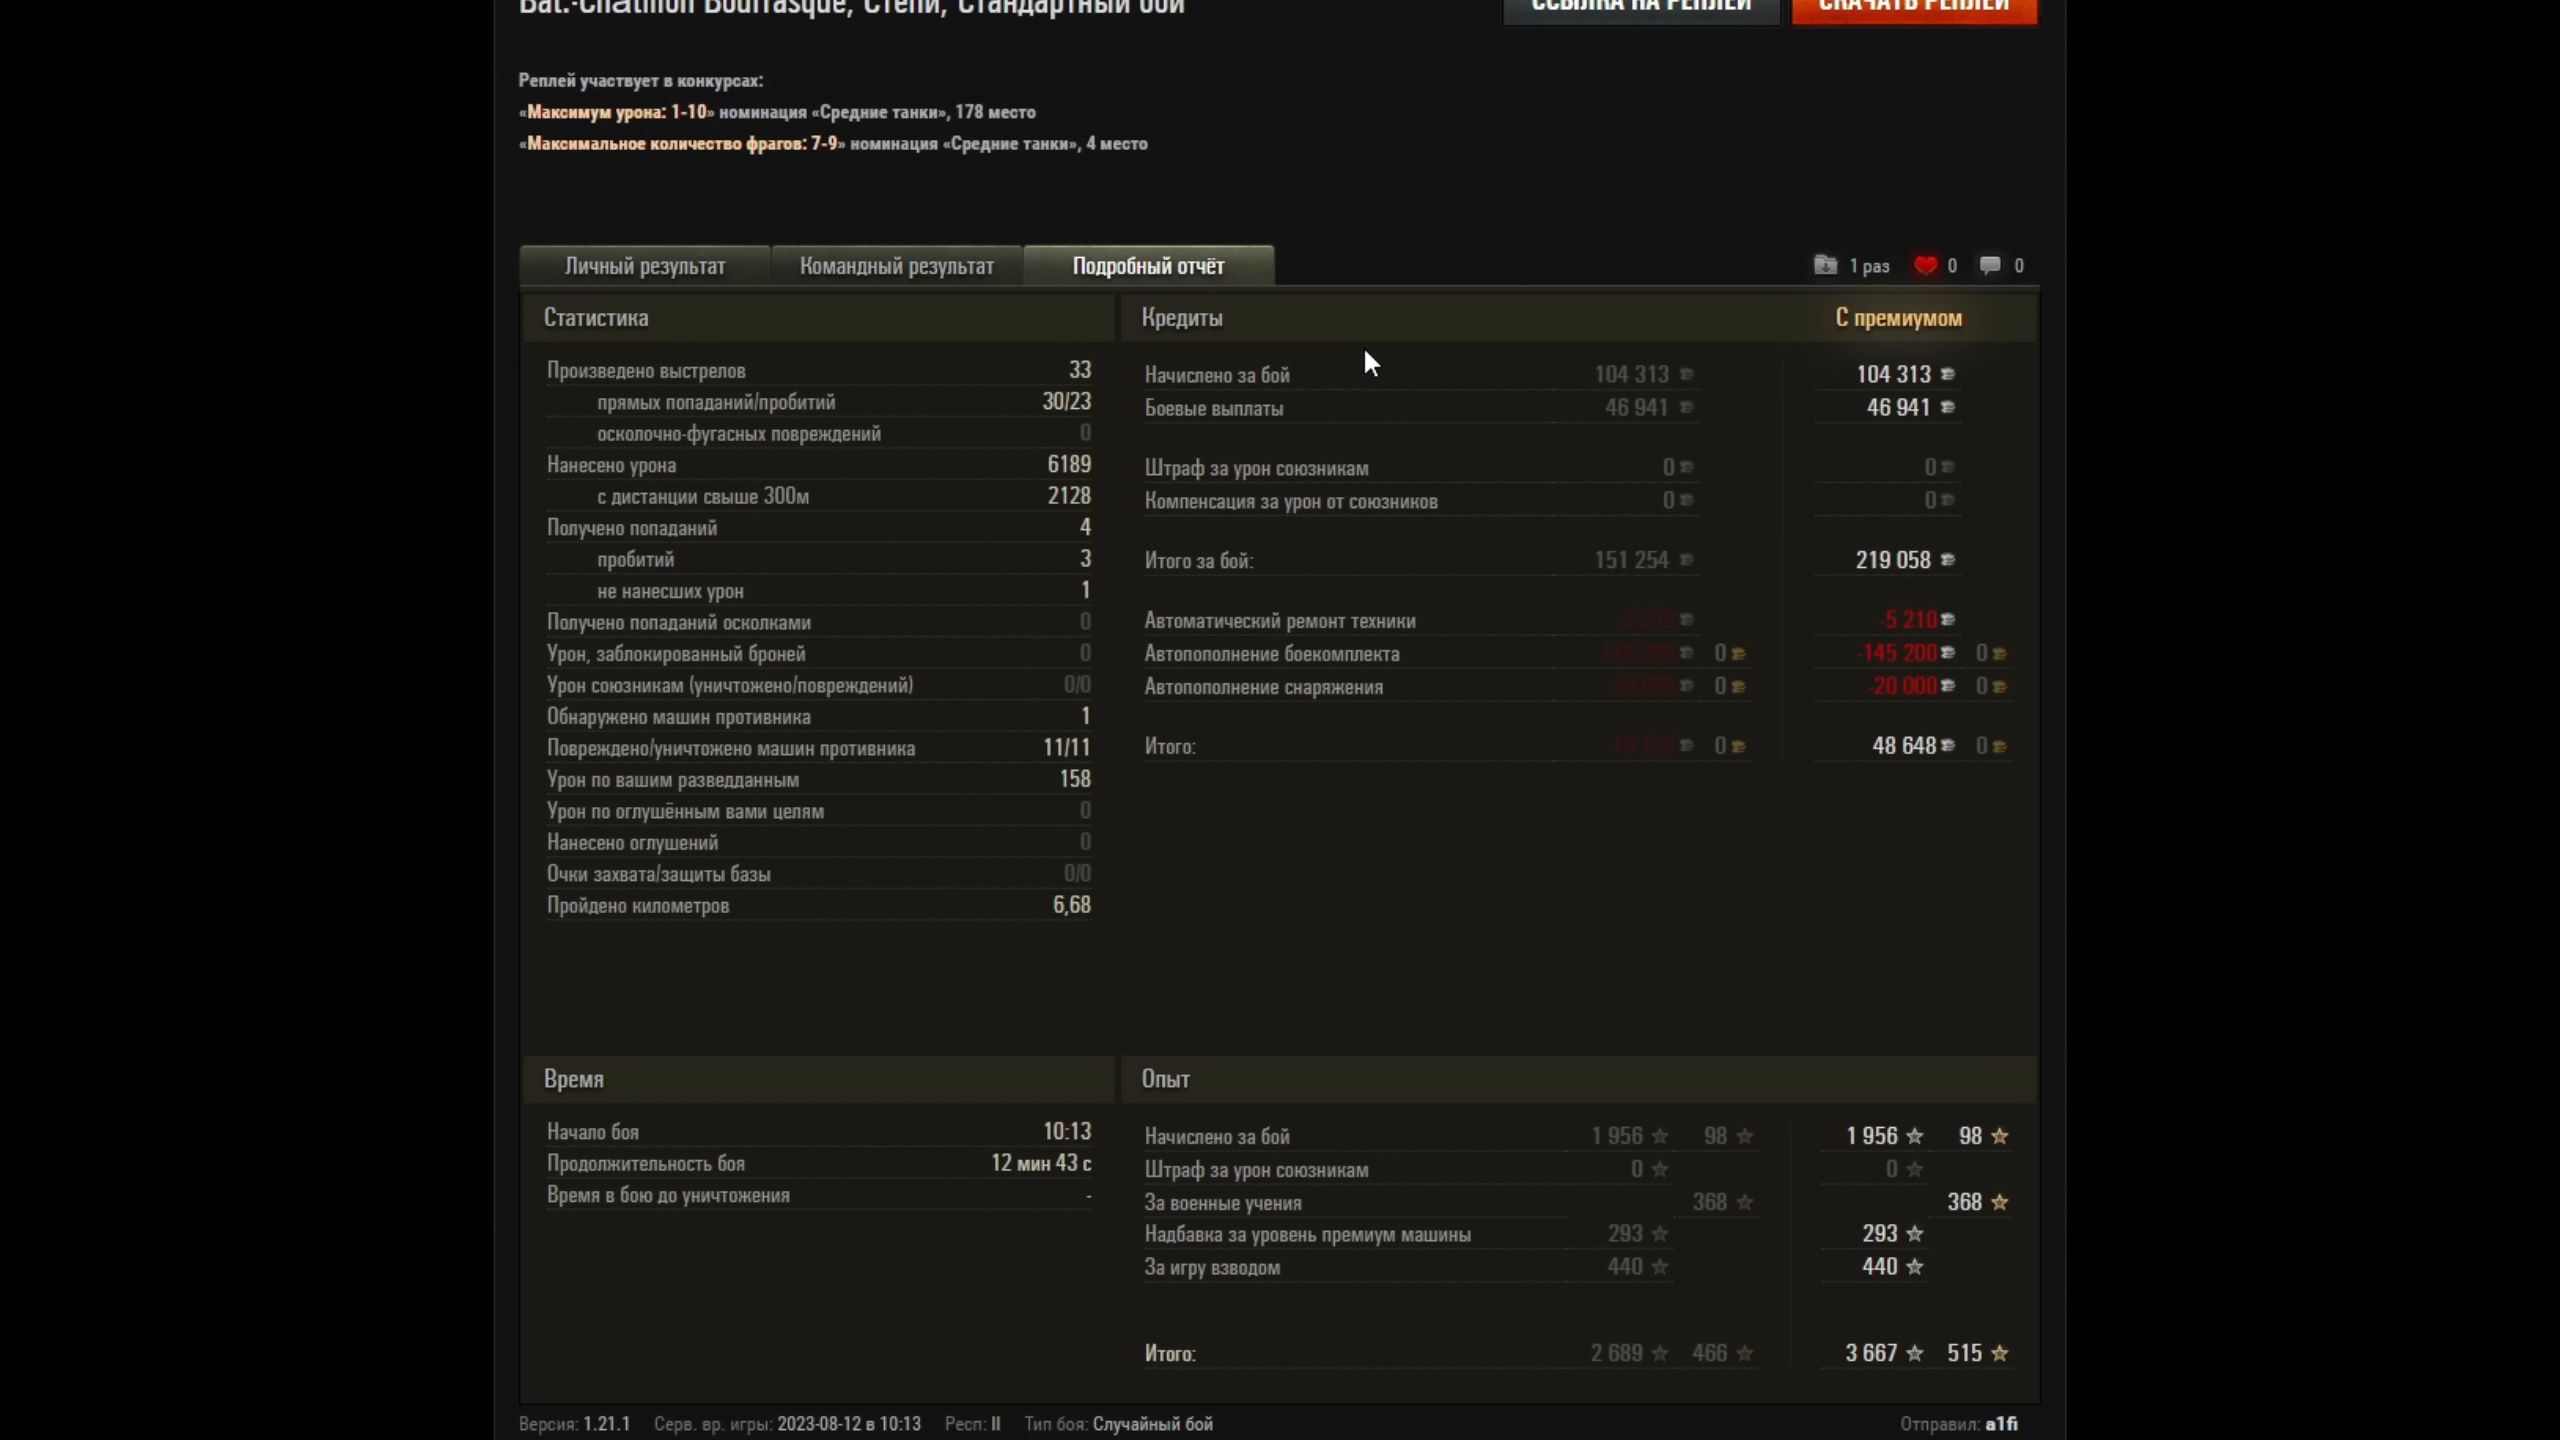 Bat.-Châtillon Bourrasque, Степи, Стандартный бой
ССЫЛКА НА РЕПЛЕЙ
СКАЧАТЬ РЕПЛЕЙ
Реплей участвует в конкурсах:
«Максимум урона: 1-10» номинация «Средние танки», 178 место
«Максимальное количество фрагов: 7-9» номинация «Средние танки», 4 место
Личный результат
Командный результат
Подробный отчёт
1 раз 0 0
Статистика
Произведено выстрелов 33
прямых попаданий/пробитий 30/23
осколочно-фугасных повреждений 0
Нанесено урона 6189
с дистанции свыше 300м 2128
Получено попаданий 4
пробитий 3
не нанесших урон 1
Получено попаданий осколками 0
Урон, заблокированный броней 0
Урон союзникам (уничтожено/повреждений) 0/0
Обнаружено машин противника 1
Повреждено/уничтожено машин противника 11/11
Урон по вашим разведданным 158
Урон по оглушённым вами целям 0
Нанесено оглушений 0
Очки захвата/защиты базы 0/0
Пройдено километров 6,68
Кредиты С премиумом
Начислено за бой 104 313 104 313
Боевые выплаты 46 941 46 941
Штраф за урон союзникам 0 0
Компенсация за урон от союзников 0 0
Итого за бой: 151 254 219 058
Автоматический ремонт техники -5 210
Автопополнение боекомплекта 0 -145 200 0
Автопополнение снаряжения 0 -20 000 0
Итого: 0 48 648 0
Время
Начало боя 10:13
Продолжительность боя 12 мин 43 с
Время в бою до уничтожения -
Опыт
Начислено за бой 1 956 98 1 956 98
Штраф за урон союзникам 0 0
За военные учения 368 368
Надбавка за уровень премиум машины 293 293
За игру взводом 440 440
Итого: 2 689 466 3 667 515
Версия: 1.21.1 Серв. вр. игры: 2023-08-12 в 10:13 Респ: II Тип боя: Случайный бой Отправил: a1fi